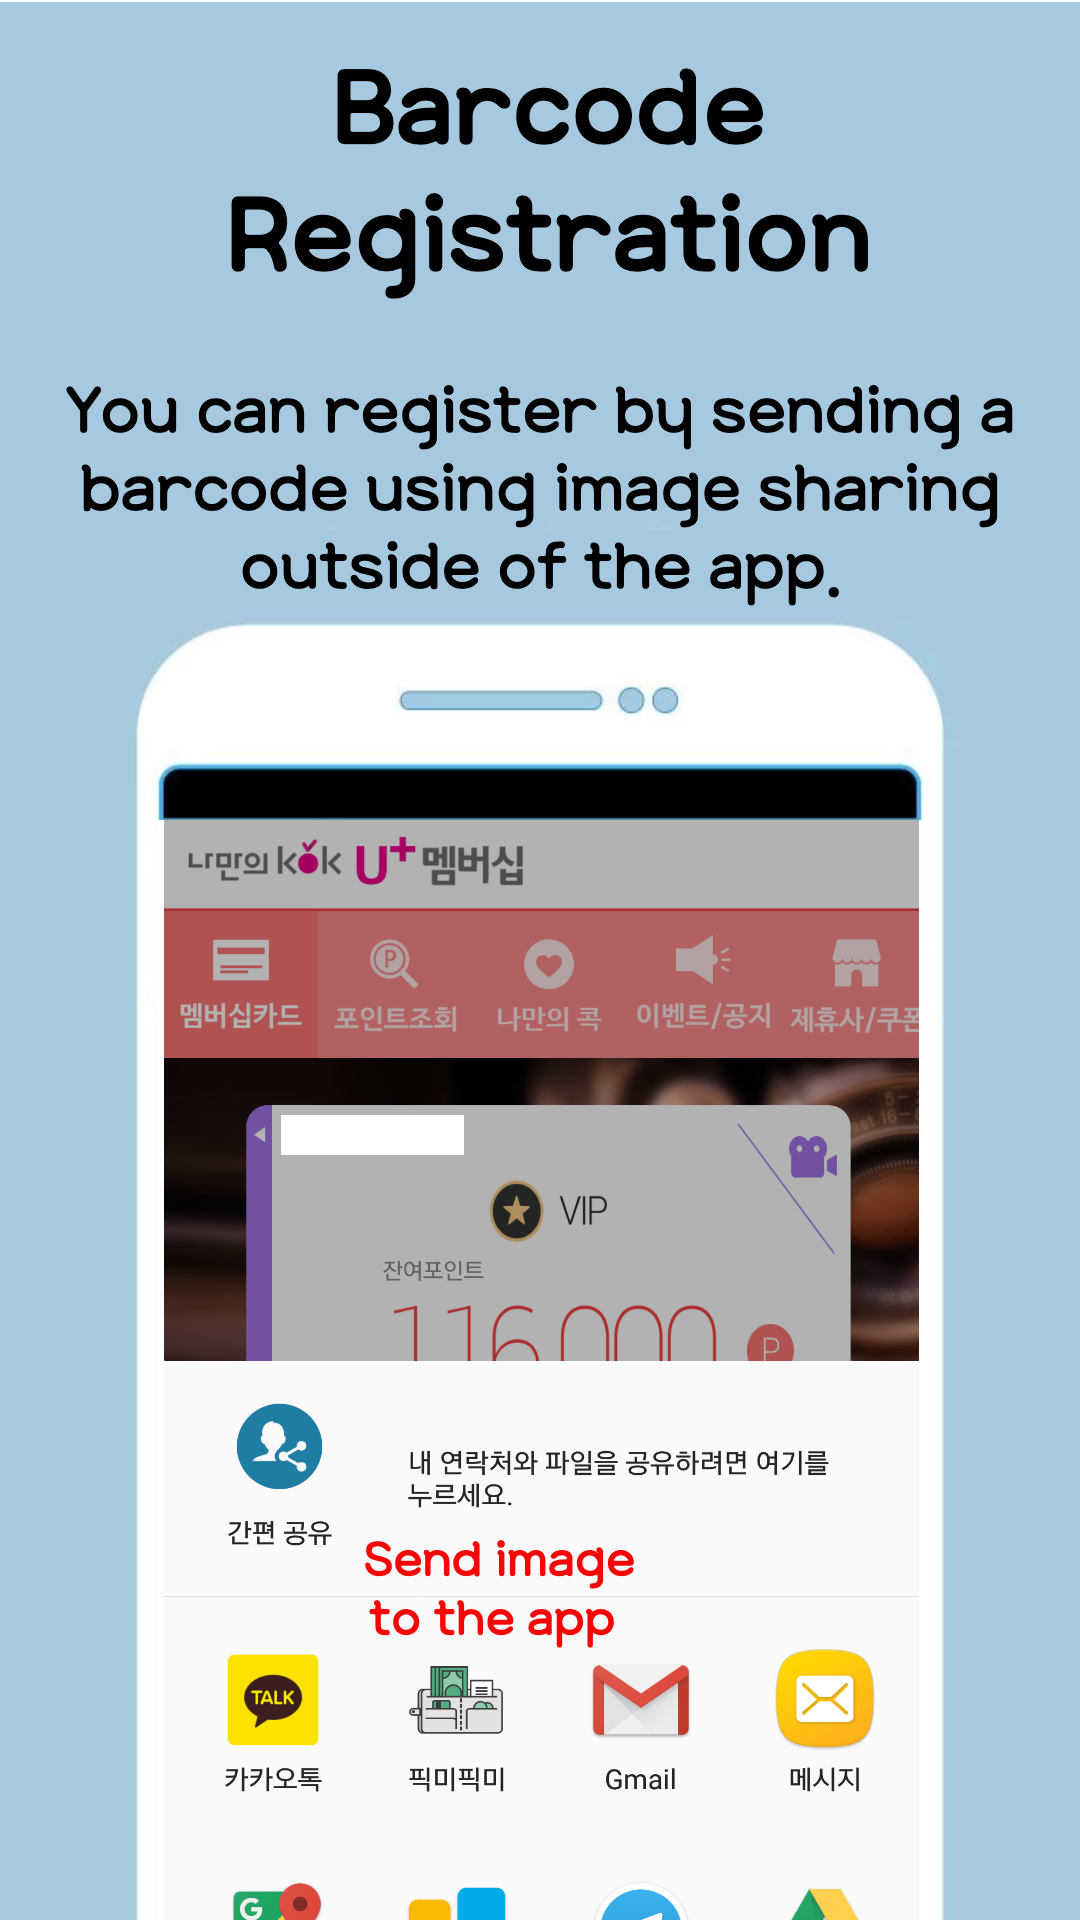 Barcode
Registration
You can register by sending a
barcode using image sharing
outside of the app.
나만의 kok U+ 멤버십
멤버십카드 포인트조회 나만의 콕 이벤트/공지 제휴사/쿠폰
VIP
잔여포인트
116,000 P
내 연락처와 파일을 공유하려면 여기를
누르세요.
간편 공유
Send image
to the app
TALK
카카오톡 픽미픽미 Gmail 메시지
G